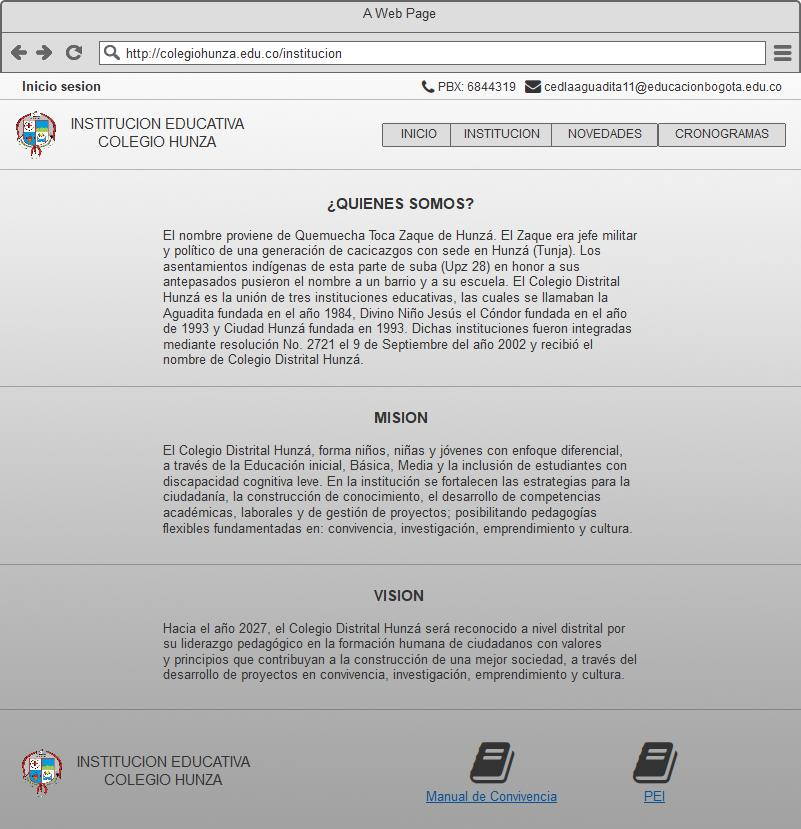 A Web Page
http://colegiohunza.edu.co/institucion
Inicio sesion
PBX: 6844319
cedlaaguadita11@educacionbogota.edu.co
INSTITUCION EDUCATIVA
COLEGIO HUNZA
INICIO
INSTITUCION
NOVEDADES
CRONOGRAMAS
¿QUIENES SOMOS?
El nombre proviene de Quemuecha Toca Zaque de Hunzá. El Zaque era jefe militar
y político de una generación de cacicazgos con sede en Hunzá (Tunja). Los
asentamientos indígenas de esta parte de suba (Upz 28) en honor a sus
antepasados pusieron el nombre a un barrio y a su escuela. El Colegio Distrital
Hunzá es la unión de tres instituciones educativas, las cuales se llamaban la
Aguadita fundada en el año 1984, Divino Niño Jesús el Cóndor fundada en el año
de 1993 y Ciudad Hunzá fundada en 1993. Dichas instituciones fueron integradas
mediante resolución No. 2721 el 9 de Septiembre del año 2002 y recibió el
nombre de Colegio Distrital Hunzá.
MISION
El Colegio Distrital Hunzá, forma niños, niñas y jóvenes con enfoque diferencial,
a través de la Educación inicial, Básica, Media y la inclusión de estudiantes con
discapacidad cognitiva leve. En la institución se fortalecen las estrategias para la
ciudadanía, la construcción de conocimiento, el desarrollo de competencias
académicas, laborales y de gestión de proyectos; posibilitando pedagogías
flexibles fundamentadas en: convivencia, investigación, emprendimiento y cultura.
VISION
Hacia el año 2027, el Colegio Distrital Hunzá será reconocido a nivel distrital por
su liderazgo pedagógico en la formación humana de ciudadanos con valores
y principios que contribuyan a la construcción de una mejor sociedad, a través del
desarrollo de proyectos en convivencia, investigación, emprendimiento y cultura.
INSTITUCION EDUCATIVA
COLEGIO HUNZA
Manual de Convivencia
PEI